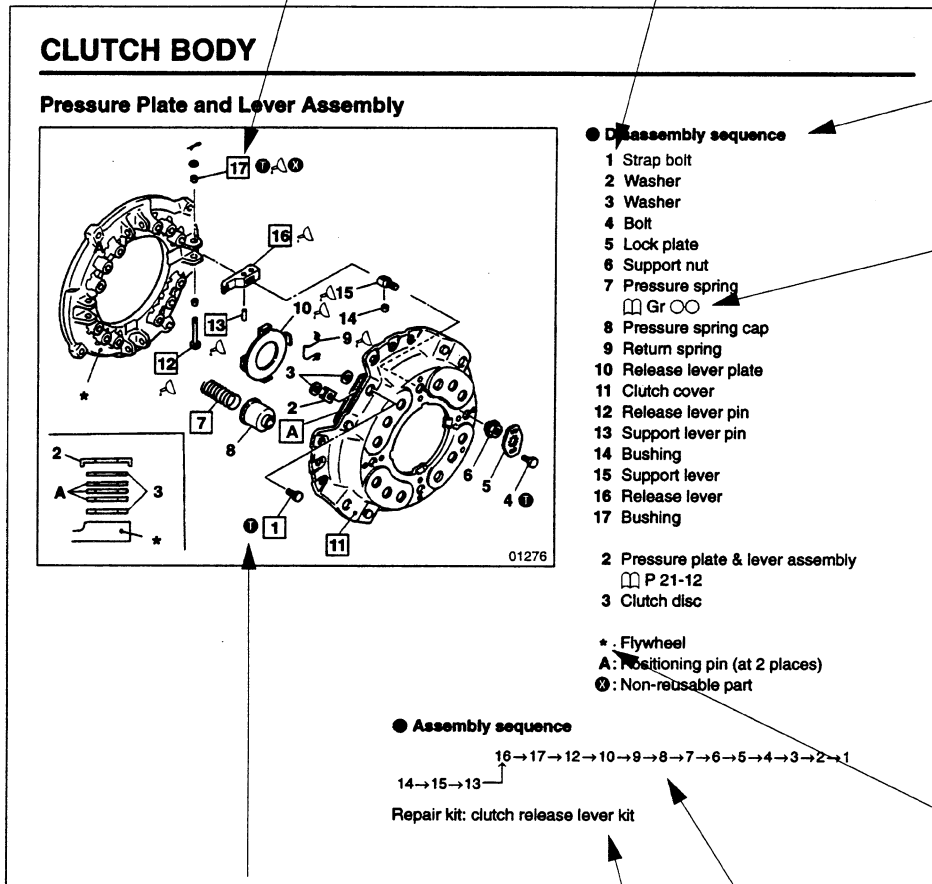 CLUTCH BODY
Pressure Plate and Lever Assembly
17 T X
16
15
10
14
13
9
12
3
*
2
7
A
8
6
5
4 T
2
A
3
*
T 1
11
01276
● Disassembly sequence
1 Strap bolt
2 Washer
3 Washer
4 Bolt
5 Lock plate
6 Support nut
7 Pressure spring
Gr ○○
8 Pressure spring cap
9 Return spring
10 Release lever plate
11 Clutch cover
12 Release lever pin
13 Support lever pin
14 Bushing
15 Support lever
16 Release lever
17 Bushing
2 Pressure plate & lever assembly
P 21-12
3 Clutch disc
* : Flywheel
A: Positioning pin (at 2 places)
X : Non-reusable part
● Assembly sequence
16→17→12→10→9→8→7→6→5→4→3→2→1
14→15→13
Repair kit: clutch release lever kit